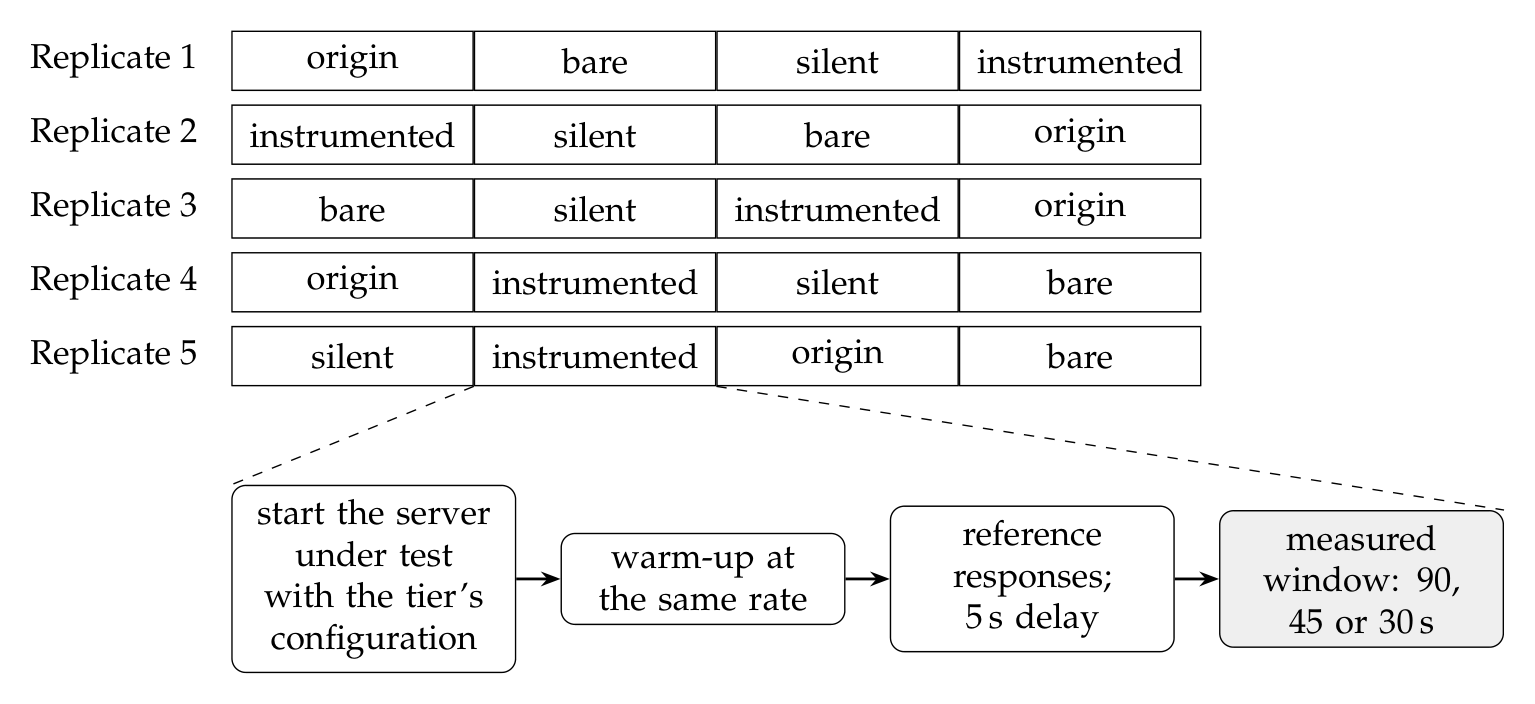 Replicate 1 origin bare silent instrumented
Replicate 2 instrumented silent bare origin
Replicate 3 bare silent instrumented origin
Replicate 4 origin instrumented silent bare
Replicate 5 silent instrumented origin bare
start the server
under test
with the tier's
configuration
warm-up at
the same rate
reference
responses;
5 s delay
measured
window: 90,
45 or 30 s